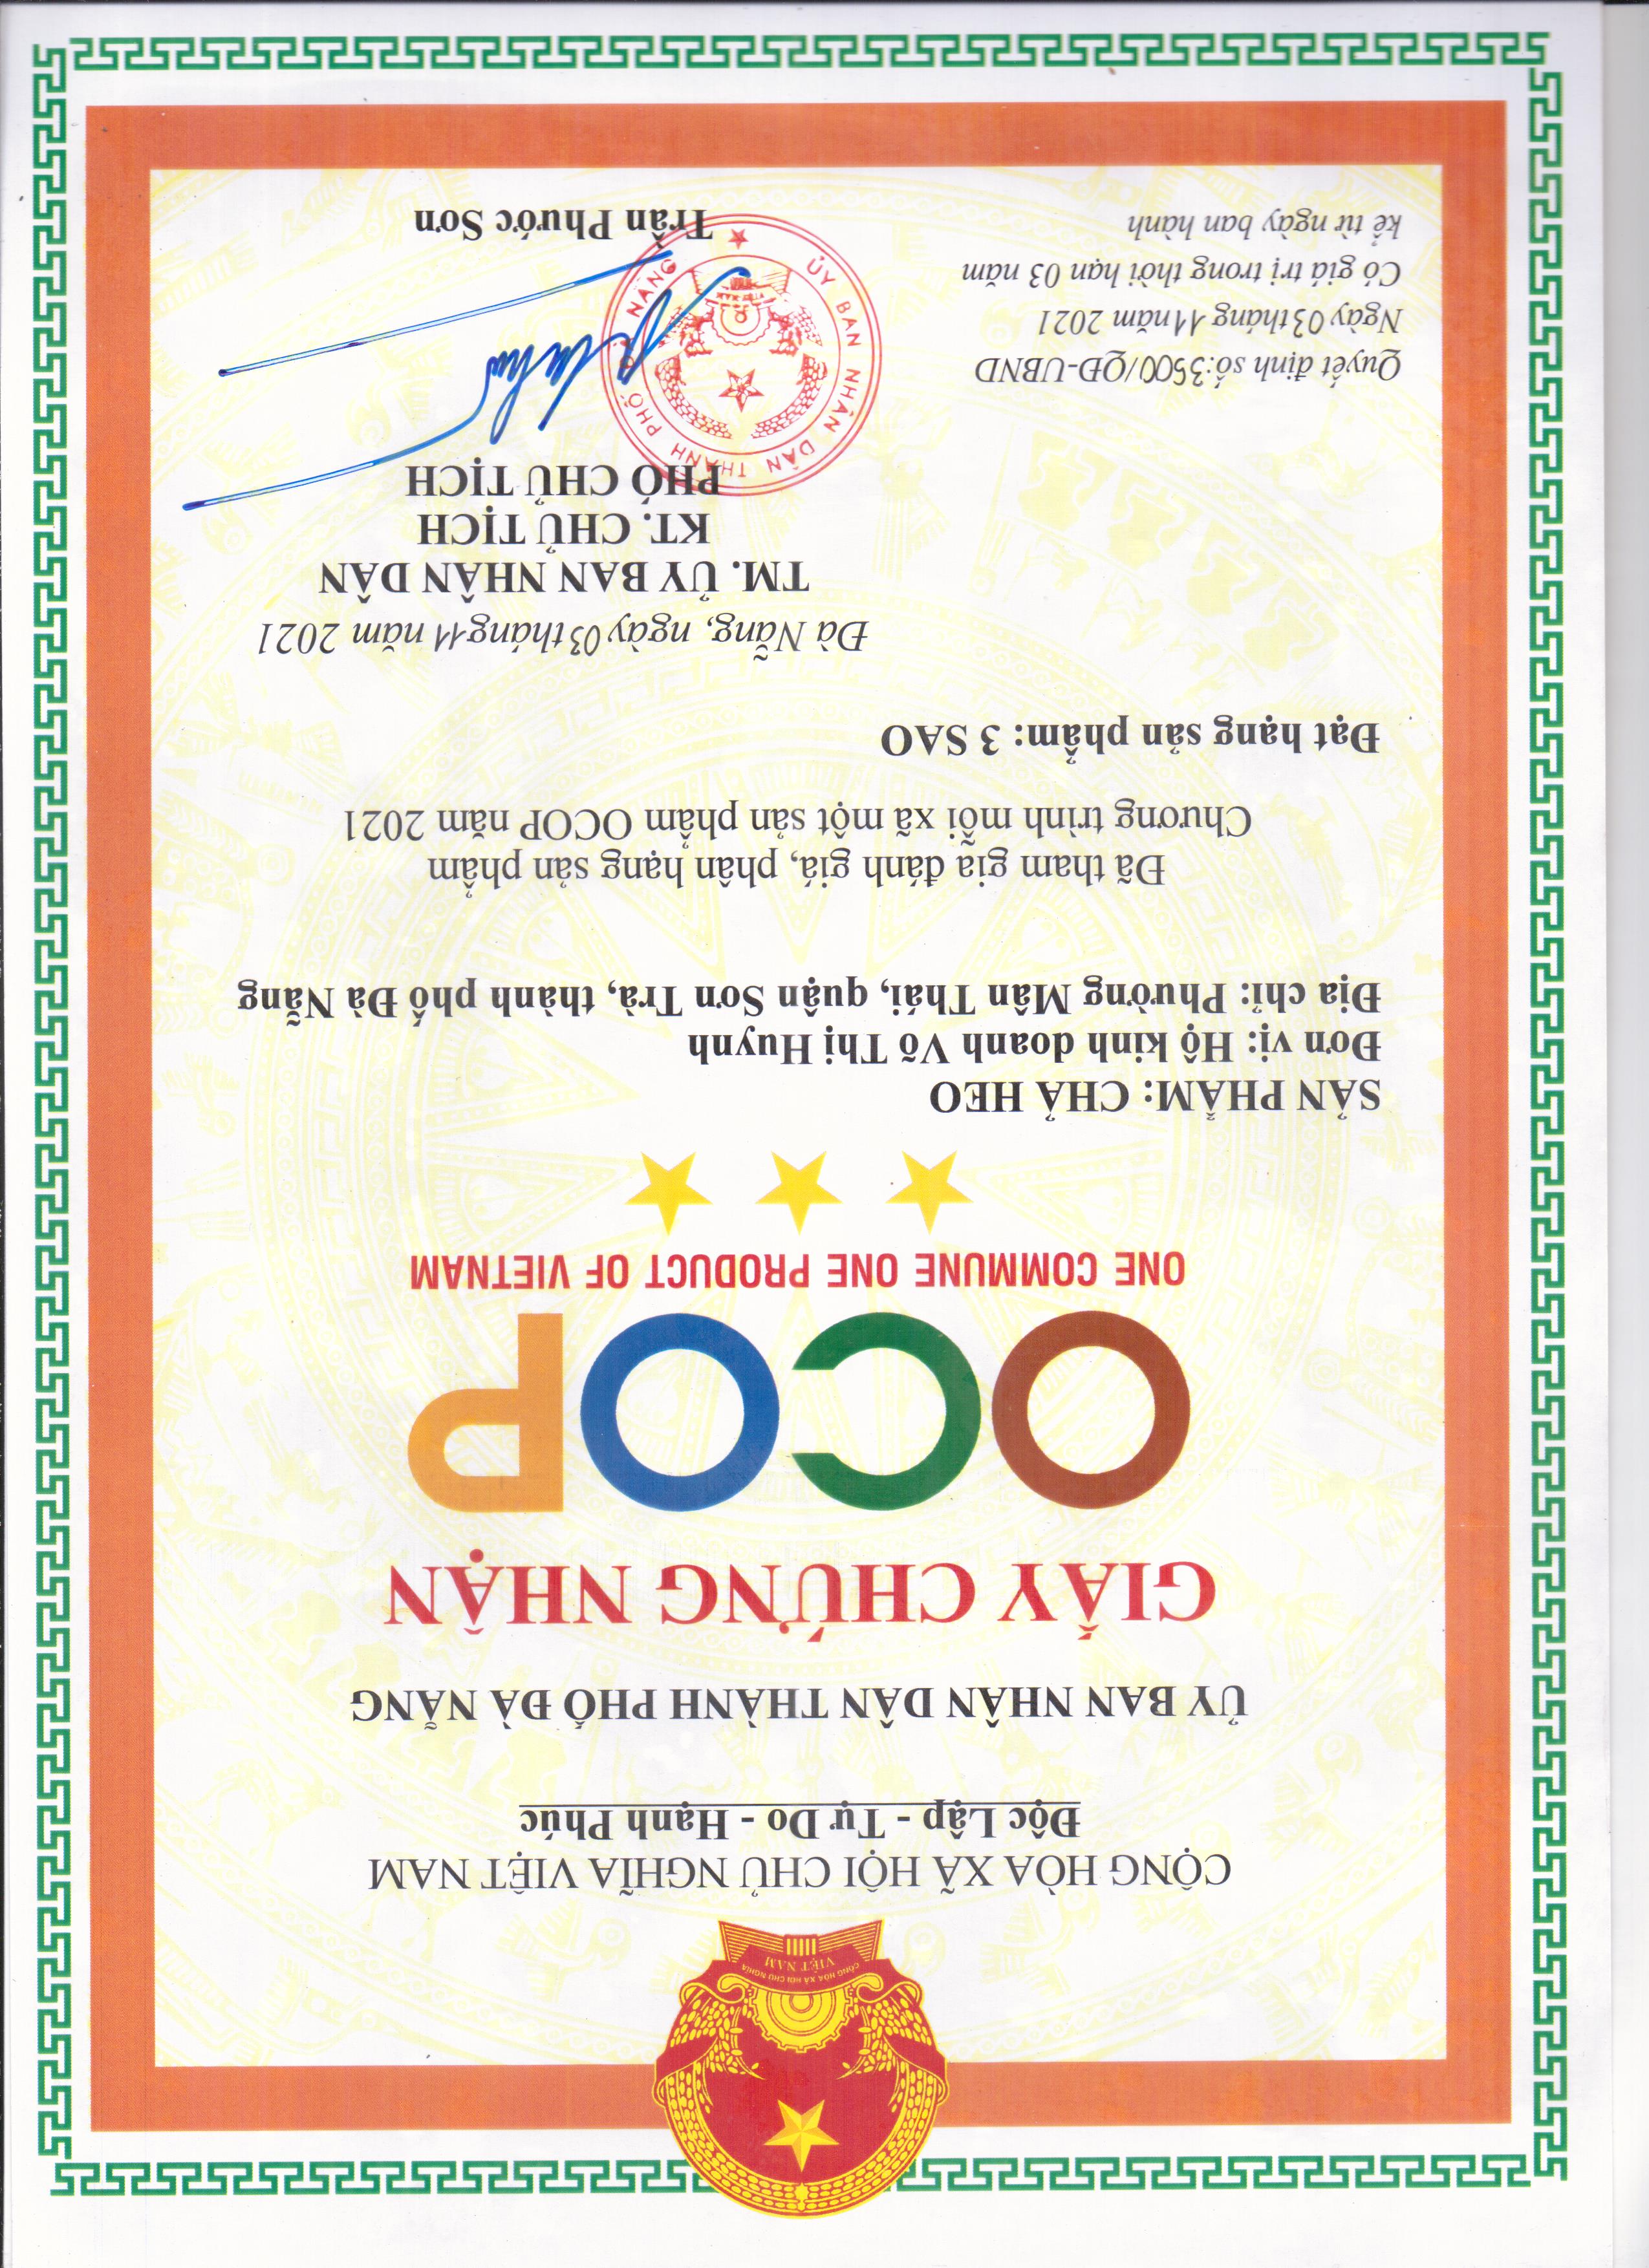 CỘNG HÒA XÃ HỘI CHỦ NGHĨA
VIỆT NAM
CỘNG HÒA XÃ HỘI CHỦ NGHĨA VIỆT NAM
Độc Lập - Tự Do - Hạnh Phúc
ỦY BAN NHÂN DÂN THÀNH PHỐ ĐÀ NẴNG
GIẤY CHỨNG NHẬN
OCOP
ONE COMMUNE ONE PRODUCT OF VIETNAM
SẢN PHẨM: CHẢ HEO
Đơn vị: Hộ kinh doanh Võ Thị Huynh
Địa chỉ: Phường Mân Thái, quận Sơn Trà, thành phố Đà Nẵng
Đã tham gia đánh giá, phân hạng sản phẩm
Chương trình mỗi xã một sản phẩm OCOP năm 2021
Đạt hạng sản phẩm: 3 SAO
Đà Nẵng, ngày 03 tháng 11 năm 2021
TM. ỦY BAN NHÂN DÂN
KT. CHỦ TỊCH
PHÓ CHỦ TỊCH
ỦY BAN NHÂN DÂN THÀNH PHỐ ĐÀ NẴNG
VIỆT NAM
Trần Phước Sơn
Quyết định số:3500/QĐ-UBND
Ngày 03 tháng 11 năm 2021
Có giá trị trong thời hạn 03 năm
kể từ ngày ban hành